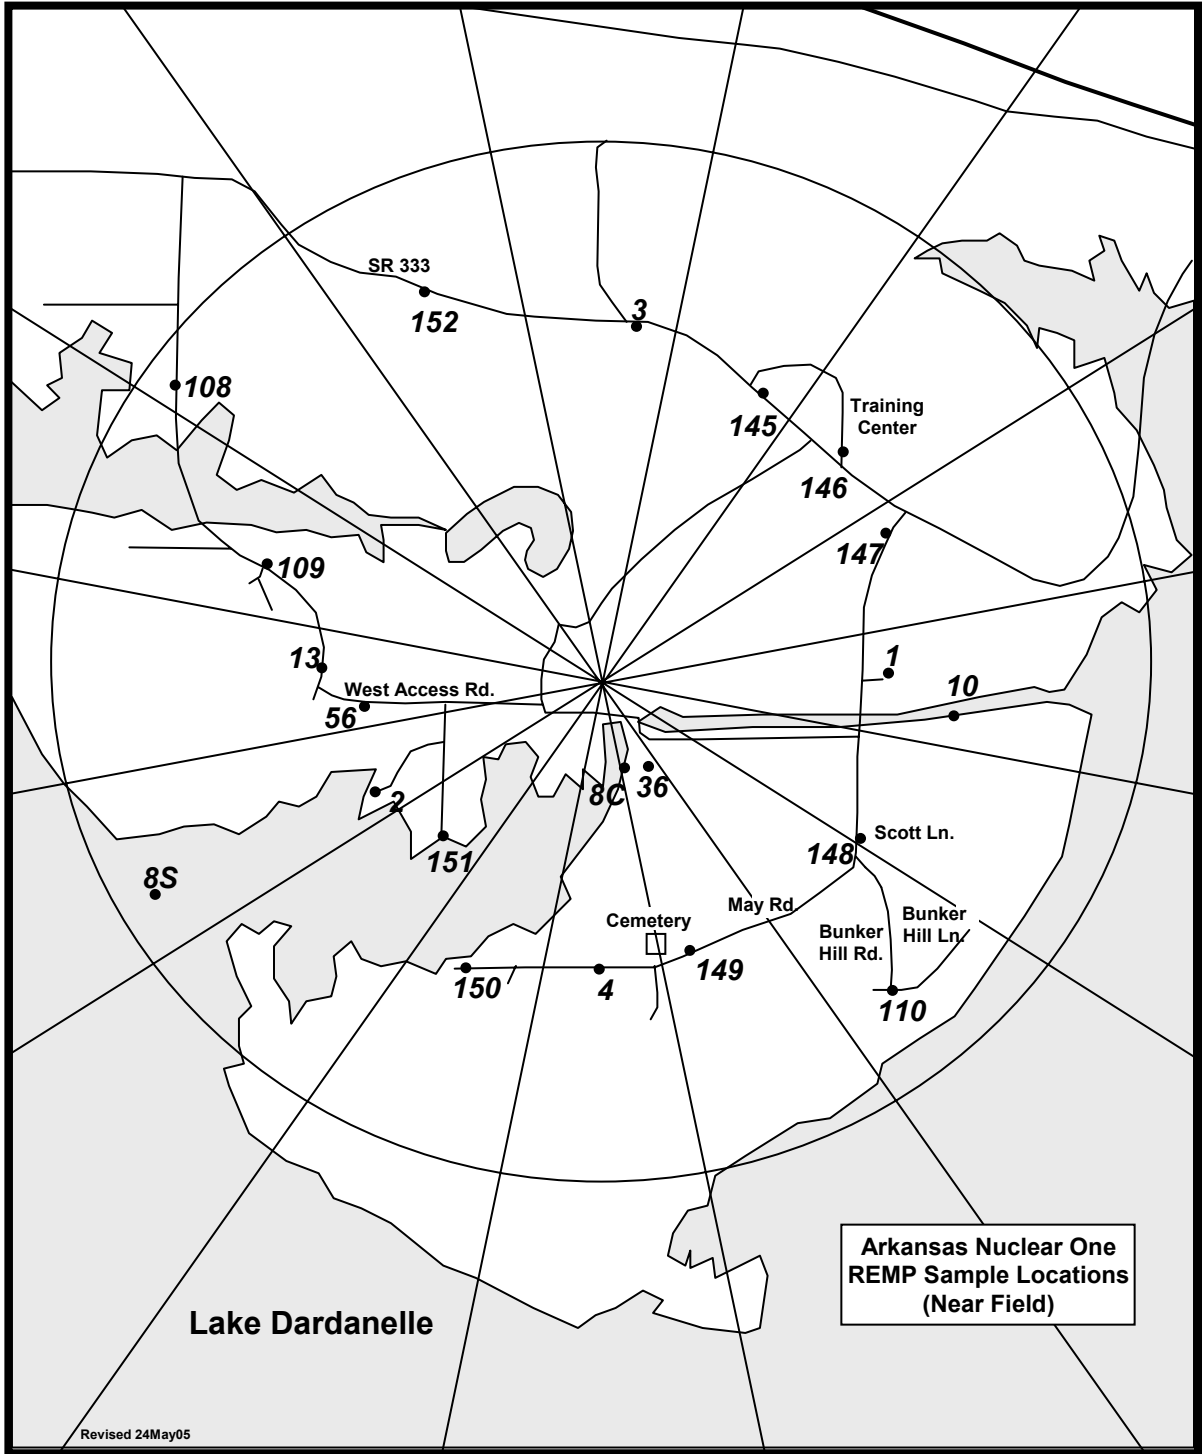 SR 333
152
3
108
145
Training
Center
146
147
109
13
1
West Access Rd.
10
56
2
8C
36
151
148
Scott Ln.
8S
Cemetery
May Rd.
Bunker
Hill Rd.
Bunker
Hill Ln.
150
4
149
110
Arkansas Nuclear One
REMP Sample Locations
(Near Field)
Lake Dardanelle
Revised 24May05